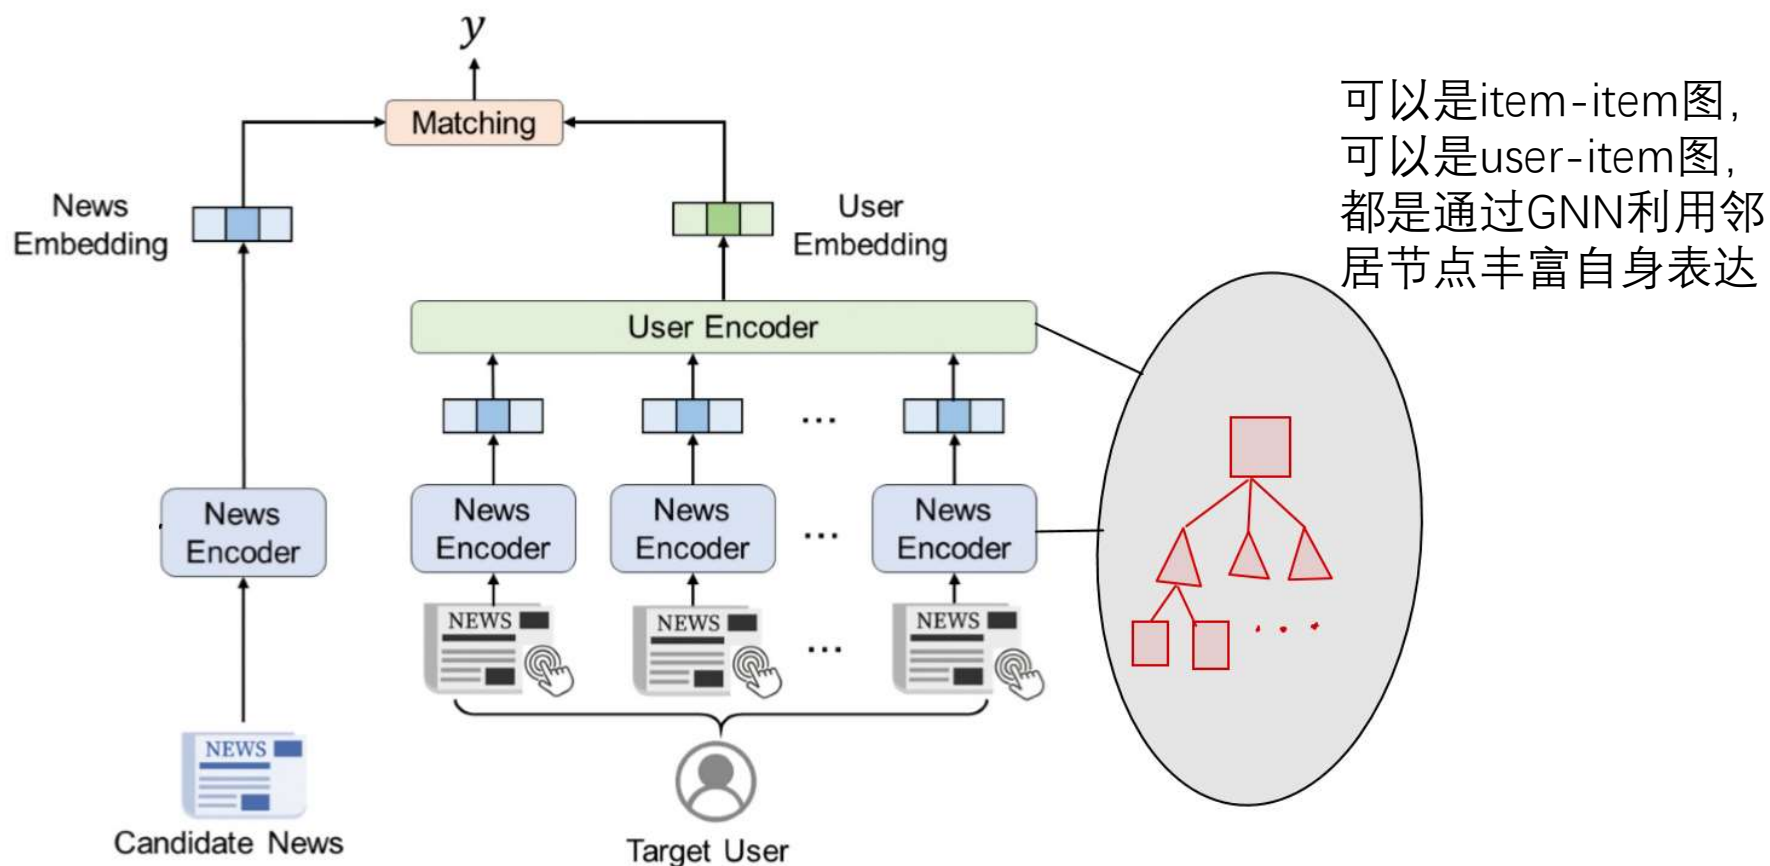 y
Matching
News
Embedding
User
Embedding
可以是item-item图,
可以是user-item图,
都是通过GNN利用邻
居节点丰富自身表达
User Encoder
...
News
Encoder
News
Encoder
News
Encoder
...
News
Encoder
NEWS
NEWS
...
NEWS
NEWS
Candidate News
Target User